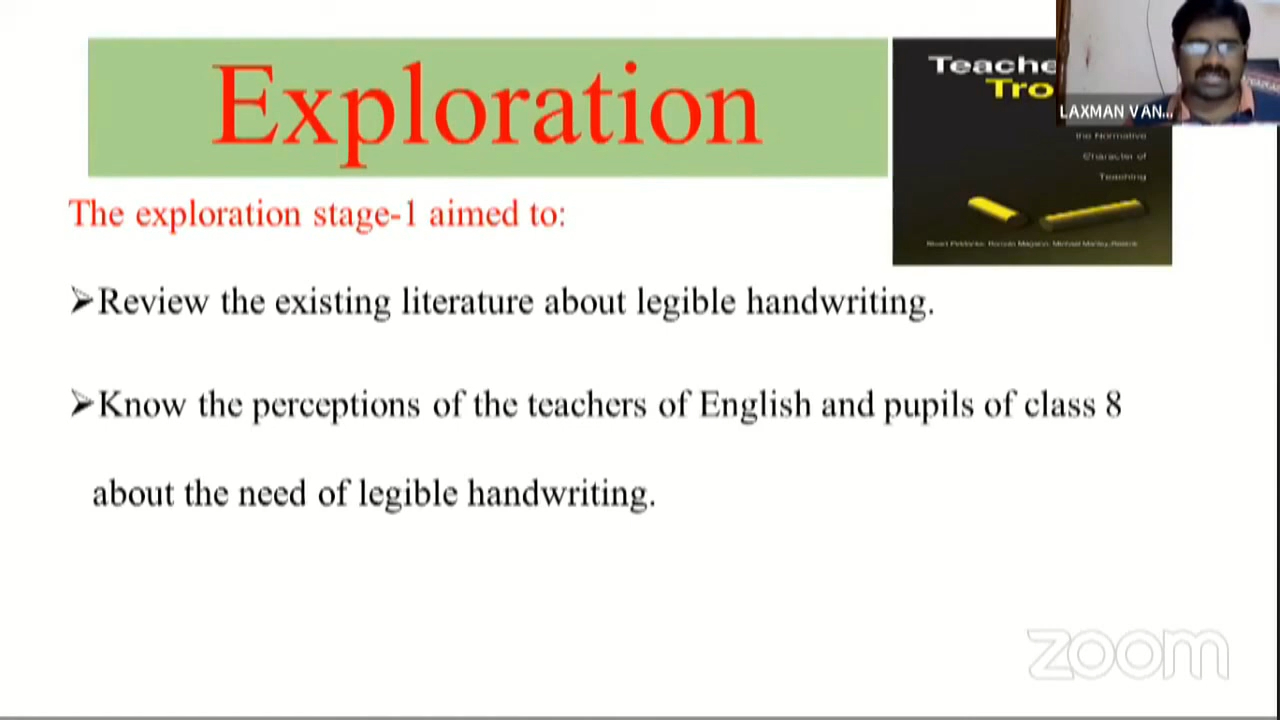 Exploration
Teache
Tro
LAXMAN VAN...
the Normative
Character of
Teaching
The exploration stage-1 aimed to:
➢Review the existing literature about legible handwriting.
➢Know the perceptions of the teachers of English and pupils of class 8
about the need of legible handwriting.
zoom